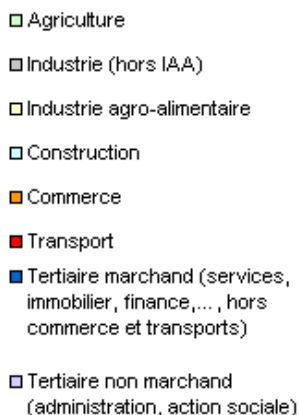 Agriculture
Industrie (hors IAA)
Industrie agro-alimentaire
Construction
Commerce
Transport
Tertiaire marchand (services,
immobilier, finance,... , hors
commerce et transports)
Tertiaire non marchand
(administration, action sociale)